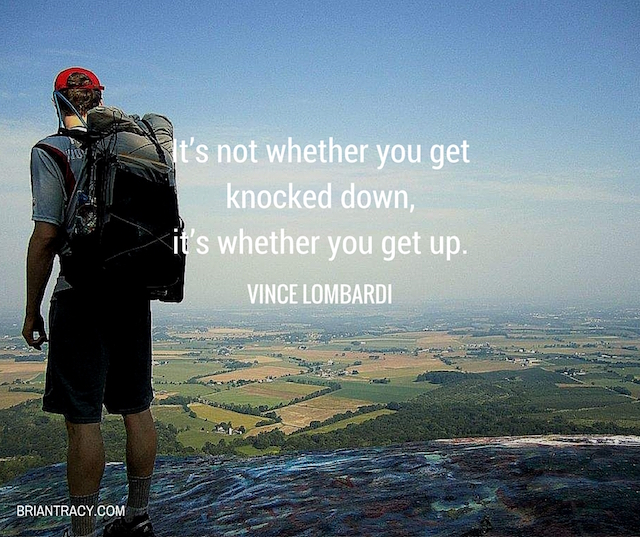 It's not whether you get
knocked down,
it's whether you get up.
VINCE LOMBARDI
BRIANTRACY.COM